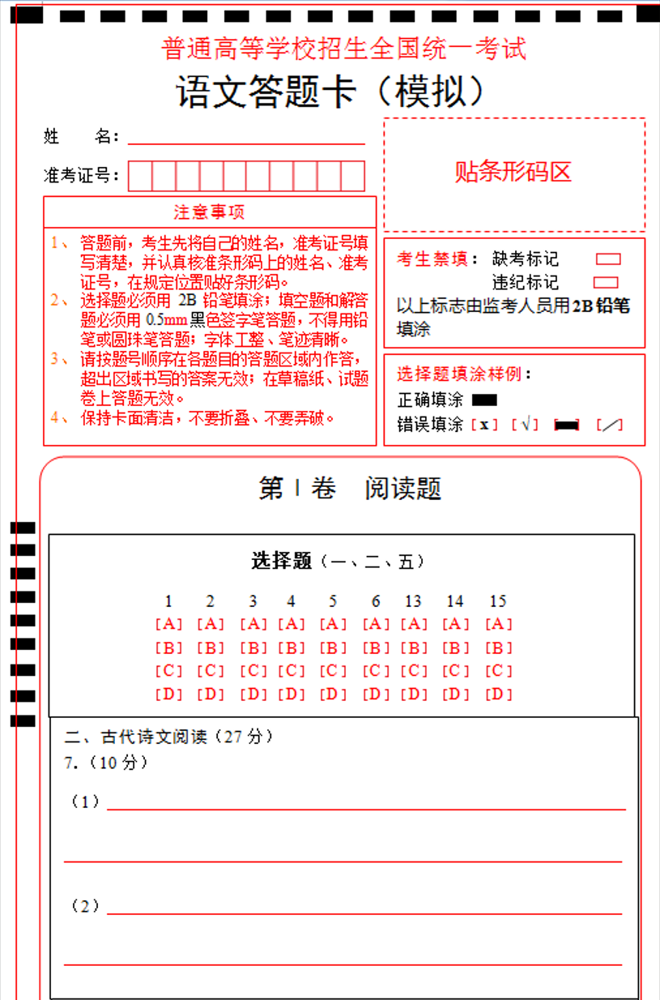 普通高等学校招生全国统一考试
语文答题卡（模拟）
姓　　名：
准考证号：
贴条形码区
注意事项
1、 答题前，考生先将自己的姓名，准考证号填
写清楚，并认真核准条形码上的姓名、准考
证号，在规定位置贴好条形码。
2、 选择题必须用 2B 铅笔填涂；填空题和解答
题必须用 0.5mm 黑色签字笔答题，不得用铅
笔或圆珠笔答题；字体工整、笔迹清晰。
3、 请按题号顺序在各题目的答题区域内作答，
超出区域书写的答案无效；在草稿纸、试题
卷上答题无效。
4、 保持卡面清洁，不要折叠、不要弄破。
考生禁填： 缺考标记
违纪标记
以上标志由监考人员用 2B 铅笔
填涂
选择题填涂样例：
正确填涂
错误填涂 [x] [√] [ ] [／]
第Ⅰ卷　阅读题
选择题（一、二、五）
1 2 3 4 5 6 13 14 15
[A] [A] [A] [A] [A] [A] [A] [A] [A]
[B] [B] [B] [B] [B] [B] [B] [B] [B]
[C] [C] [C] [C] [C] [C] [C] [C] [C]
[D] [D] [D] [D] [D] [D] [D] [D] [D]
二、古代诗文阅读（27 分）
7.（10 分）
（1）
（2）